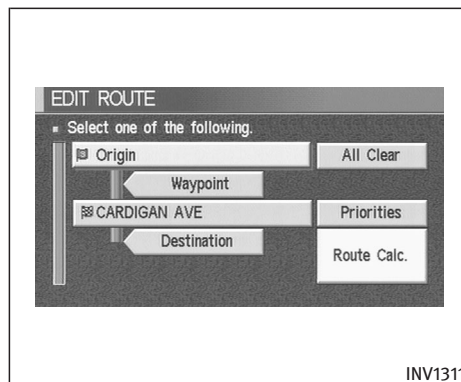 EDIT ROUTE
Select one of the following.
Origin
All Clear
Waypoint
CARDIGAN AVE
Priorities
Destination
Route Calc.
INV1311